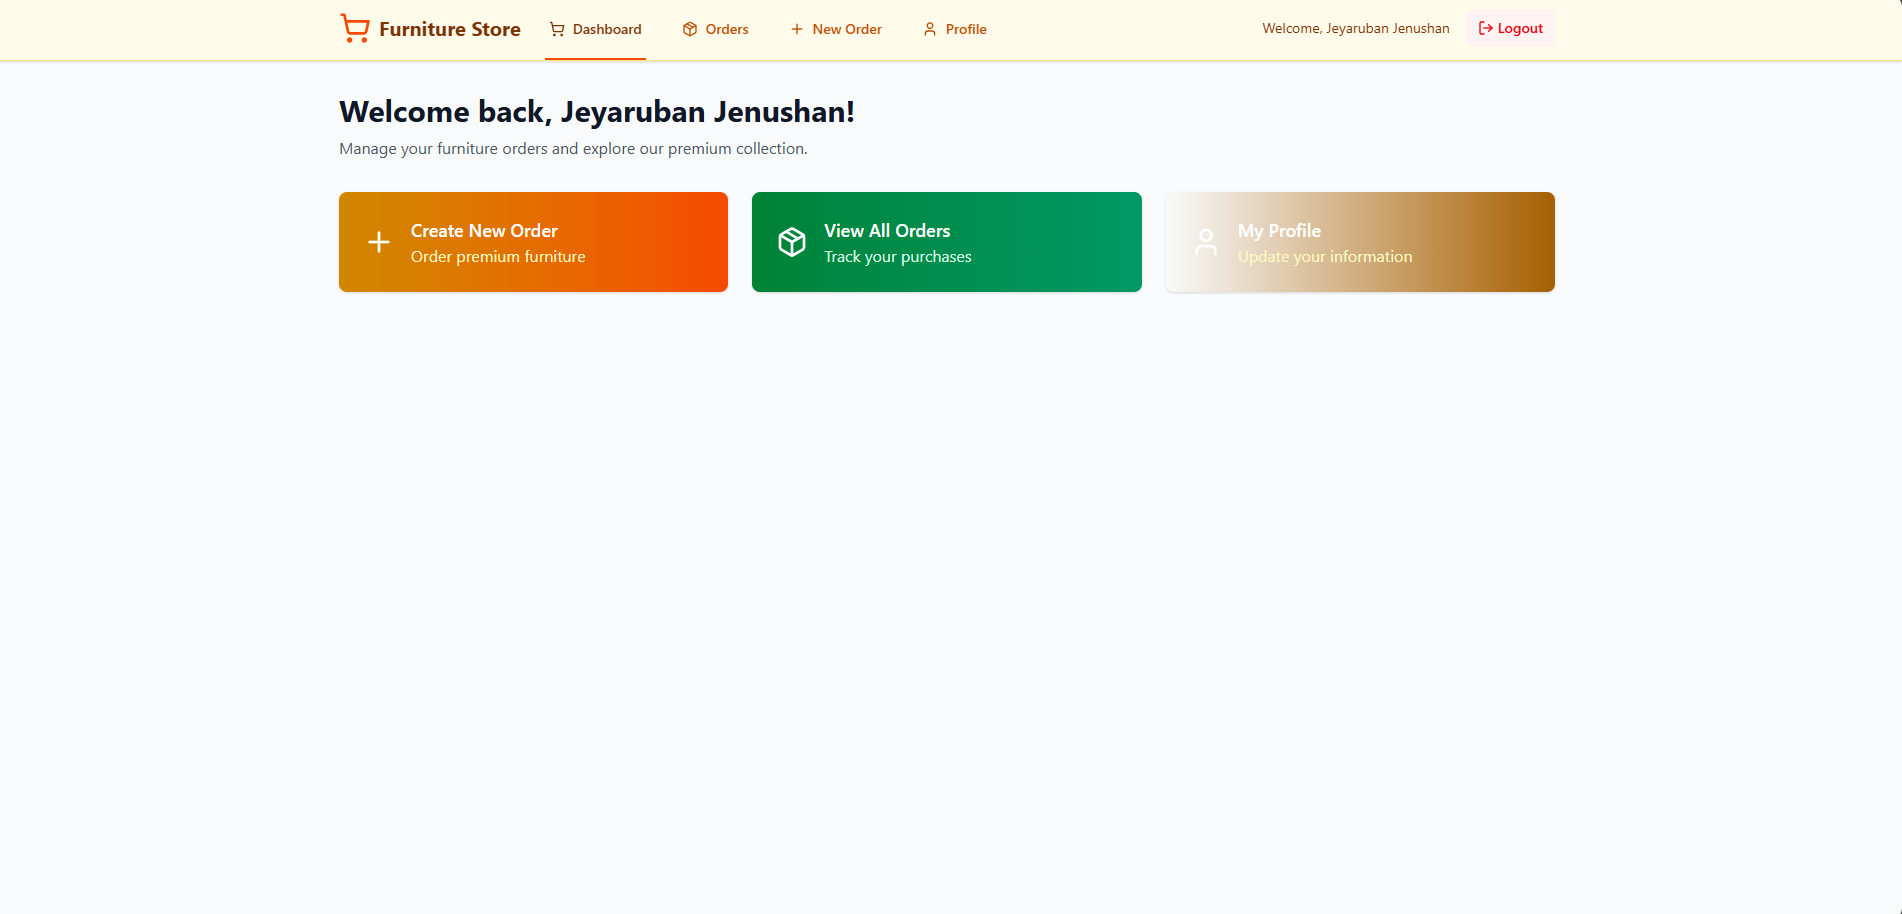 Furniture Store
Dashboard
Orders
New Order
Profile
Welcome, Jeyaruban Jenushan
Logout
Welcome back, Jeyaruban Jenushan!
Manage your furniture orders and explore our premium collection.
Create New Order
Order premium furniture
View All Orders
Track your purchases
My Profile
Update your information